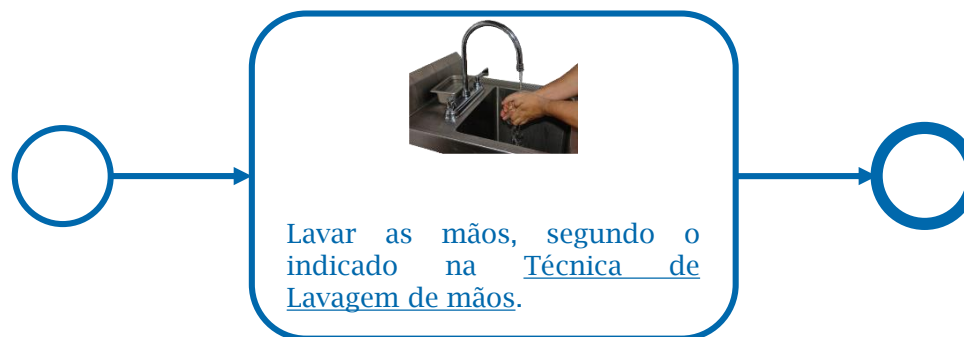 Lavar as mãos, segundo o
indicado na Técnica de
Lavagem de mãos.